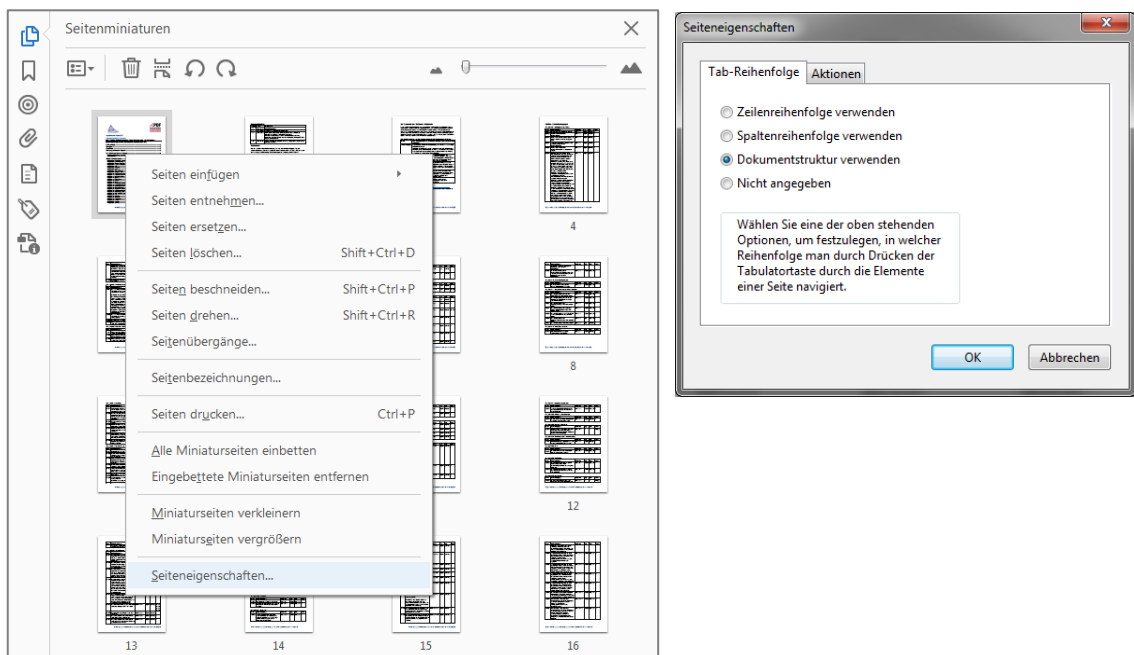 Seitenminiaturen
PDF
Seiten einfügen
Seiten entnehmen...
Seiten ersetzen...
Seiten löschen... Shift+Ctrl+D
Seiten beschneiden... Shift+Ctrl+P
Seiten drehen... Shift+Ctrl+R
Seitenübergänge...
Seitenbezeichnungen...
Seiten drucken... Ctrl+P
Alle Miniaturseiten einbetten
Eingebettete Miniaturseiten entfernen
Miniaturseiten verkleinern
Miniaturseiten vergrößern
Seiteneigenschaften...
4
8
12
13 14 15 16
Seiteneigenschaften
Tab-Reihenfolge Aktionen
Zeilenreihenfolge verwenden
Spaltenreihenfolge verwenden
Dokumentstruktur verwenden
Nicht angegeben
Wählen Sie eine der oben stehenden
Optionen, um festzulegen, in welcher
Reihenfolge man durch Drücken der
Tabulatortaste durch die Elemente
einer Seite navigiert.
OK Abbrechen